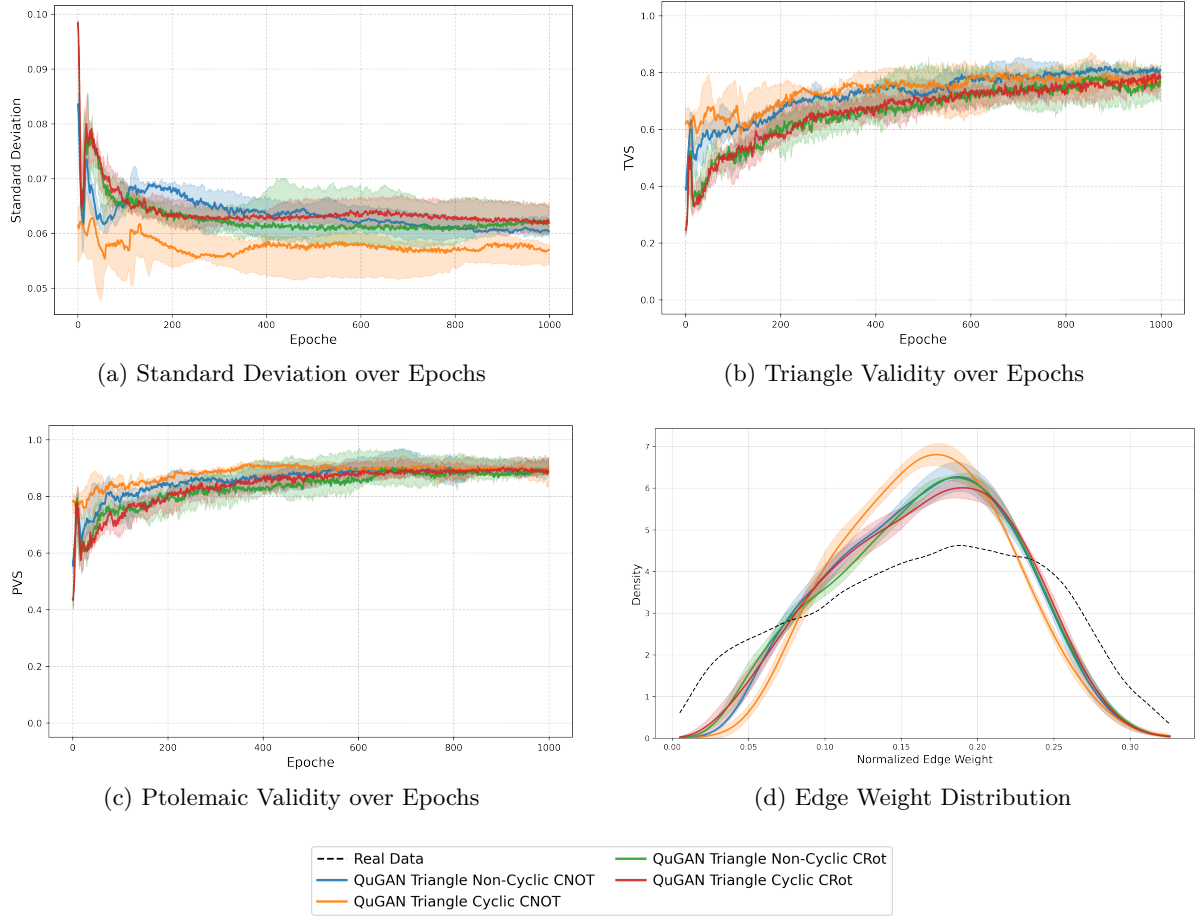 0.10
0.09
0.08
0.07
0.06
0.05
Standard Deviation
0 200 400 600 800 1000
Epoche
(a) Standard Deviation over Epochs
1.0
0.8
0.6
0.4
0.2
0.0
TVS
0 200 400 600 800 1000
Epoche
(b) Triangle Validity over Epochs
1.0
0.8
0.6
0.4
0.2
0.0
PVS
0 200 400 600 800 1000
Epoche
(c) Ptolemaic Validity over Epochs
7
6
5
4
3
2
1
0
Density
0.00 0.05 0.10 0.15 0.20 0.25 0.30
Normalized Edge Weight
(d) Edge Weight Distribution
Real Data
QuGAN Triangle Non-Cyclic CNOT
QuGAN Triangle Cyclic CNOT
QuGAN Triangle Non-Cyclic CRot
QuGAN Triangle Cyclic CRot